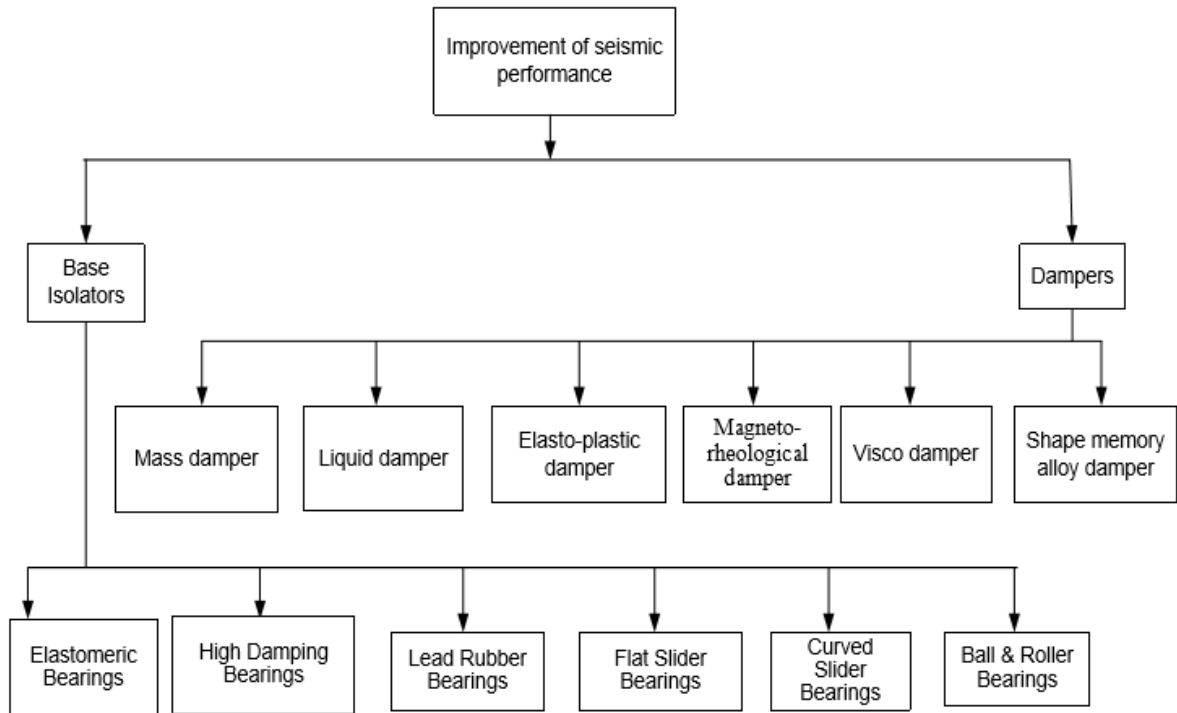 Improvement of seismic
performance
Base
Isolators
Dampers
Mass damper
Liquid damper
Elasto-plastic
damper
Magneto-
rheological
damper
Visco damper
Shape memory
alloy damper
Elastomeric
Bearings
High Damping
Bearings
Lead Rubber
Bearings
Flat Slider
Bearings
Curved
Slider
Bearings
Ball & Roller
Bearings